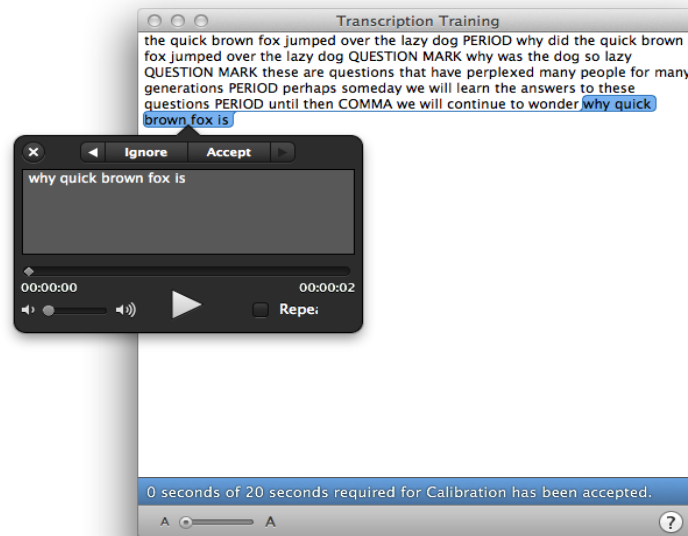 Transcription Training
the quick brown fox jumped over the lazy dog PERIOD why did the quick brown
fox jumped over the lazy dog QUESTION MARK why was the dog so lazy
QUESTION MARK these are questions that have perplexed many people for many
generations PERIOD perhaps someday we will learn the answers to these
questions PERIOD until then COMMA we will continue to wonder why quick
brown fox is
Ignore Accept
why quick brown fox is
00:00:00 00:00:02
Repea
0 seconds of 20 seconds required for Calibration has been accepted.
A A ?